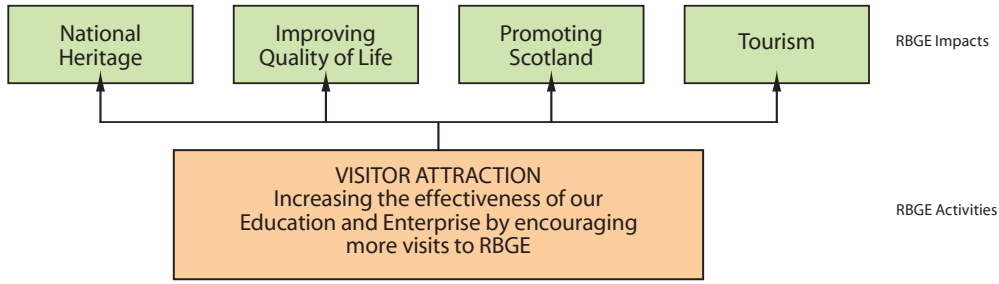 National
Heritage
Improving
Quality of Life
Promoting
Scotland
Tourism
RBGE Impacts
VISITOR ATTRACTION
Increasing the effectiveness of our
Education and Enterprise by encouraging
more visits to RBGE
RBGE Activities